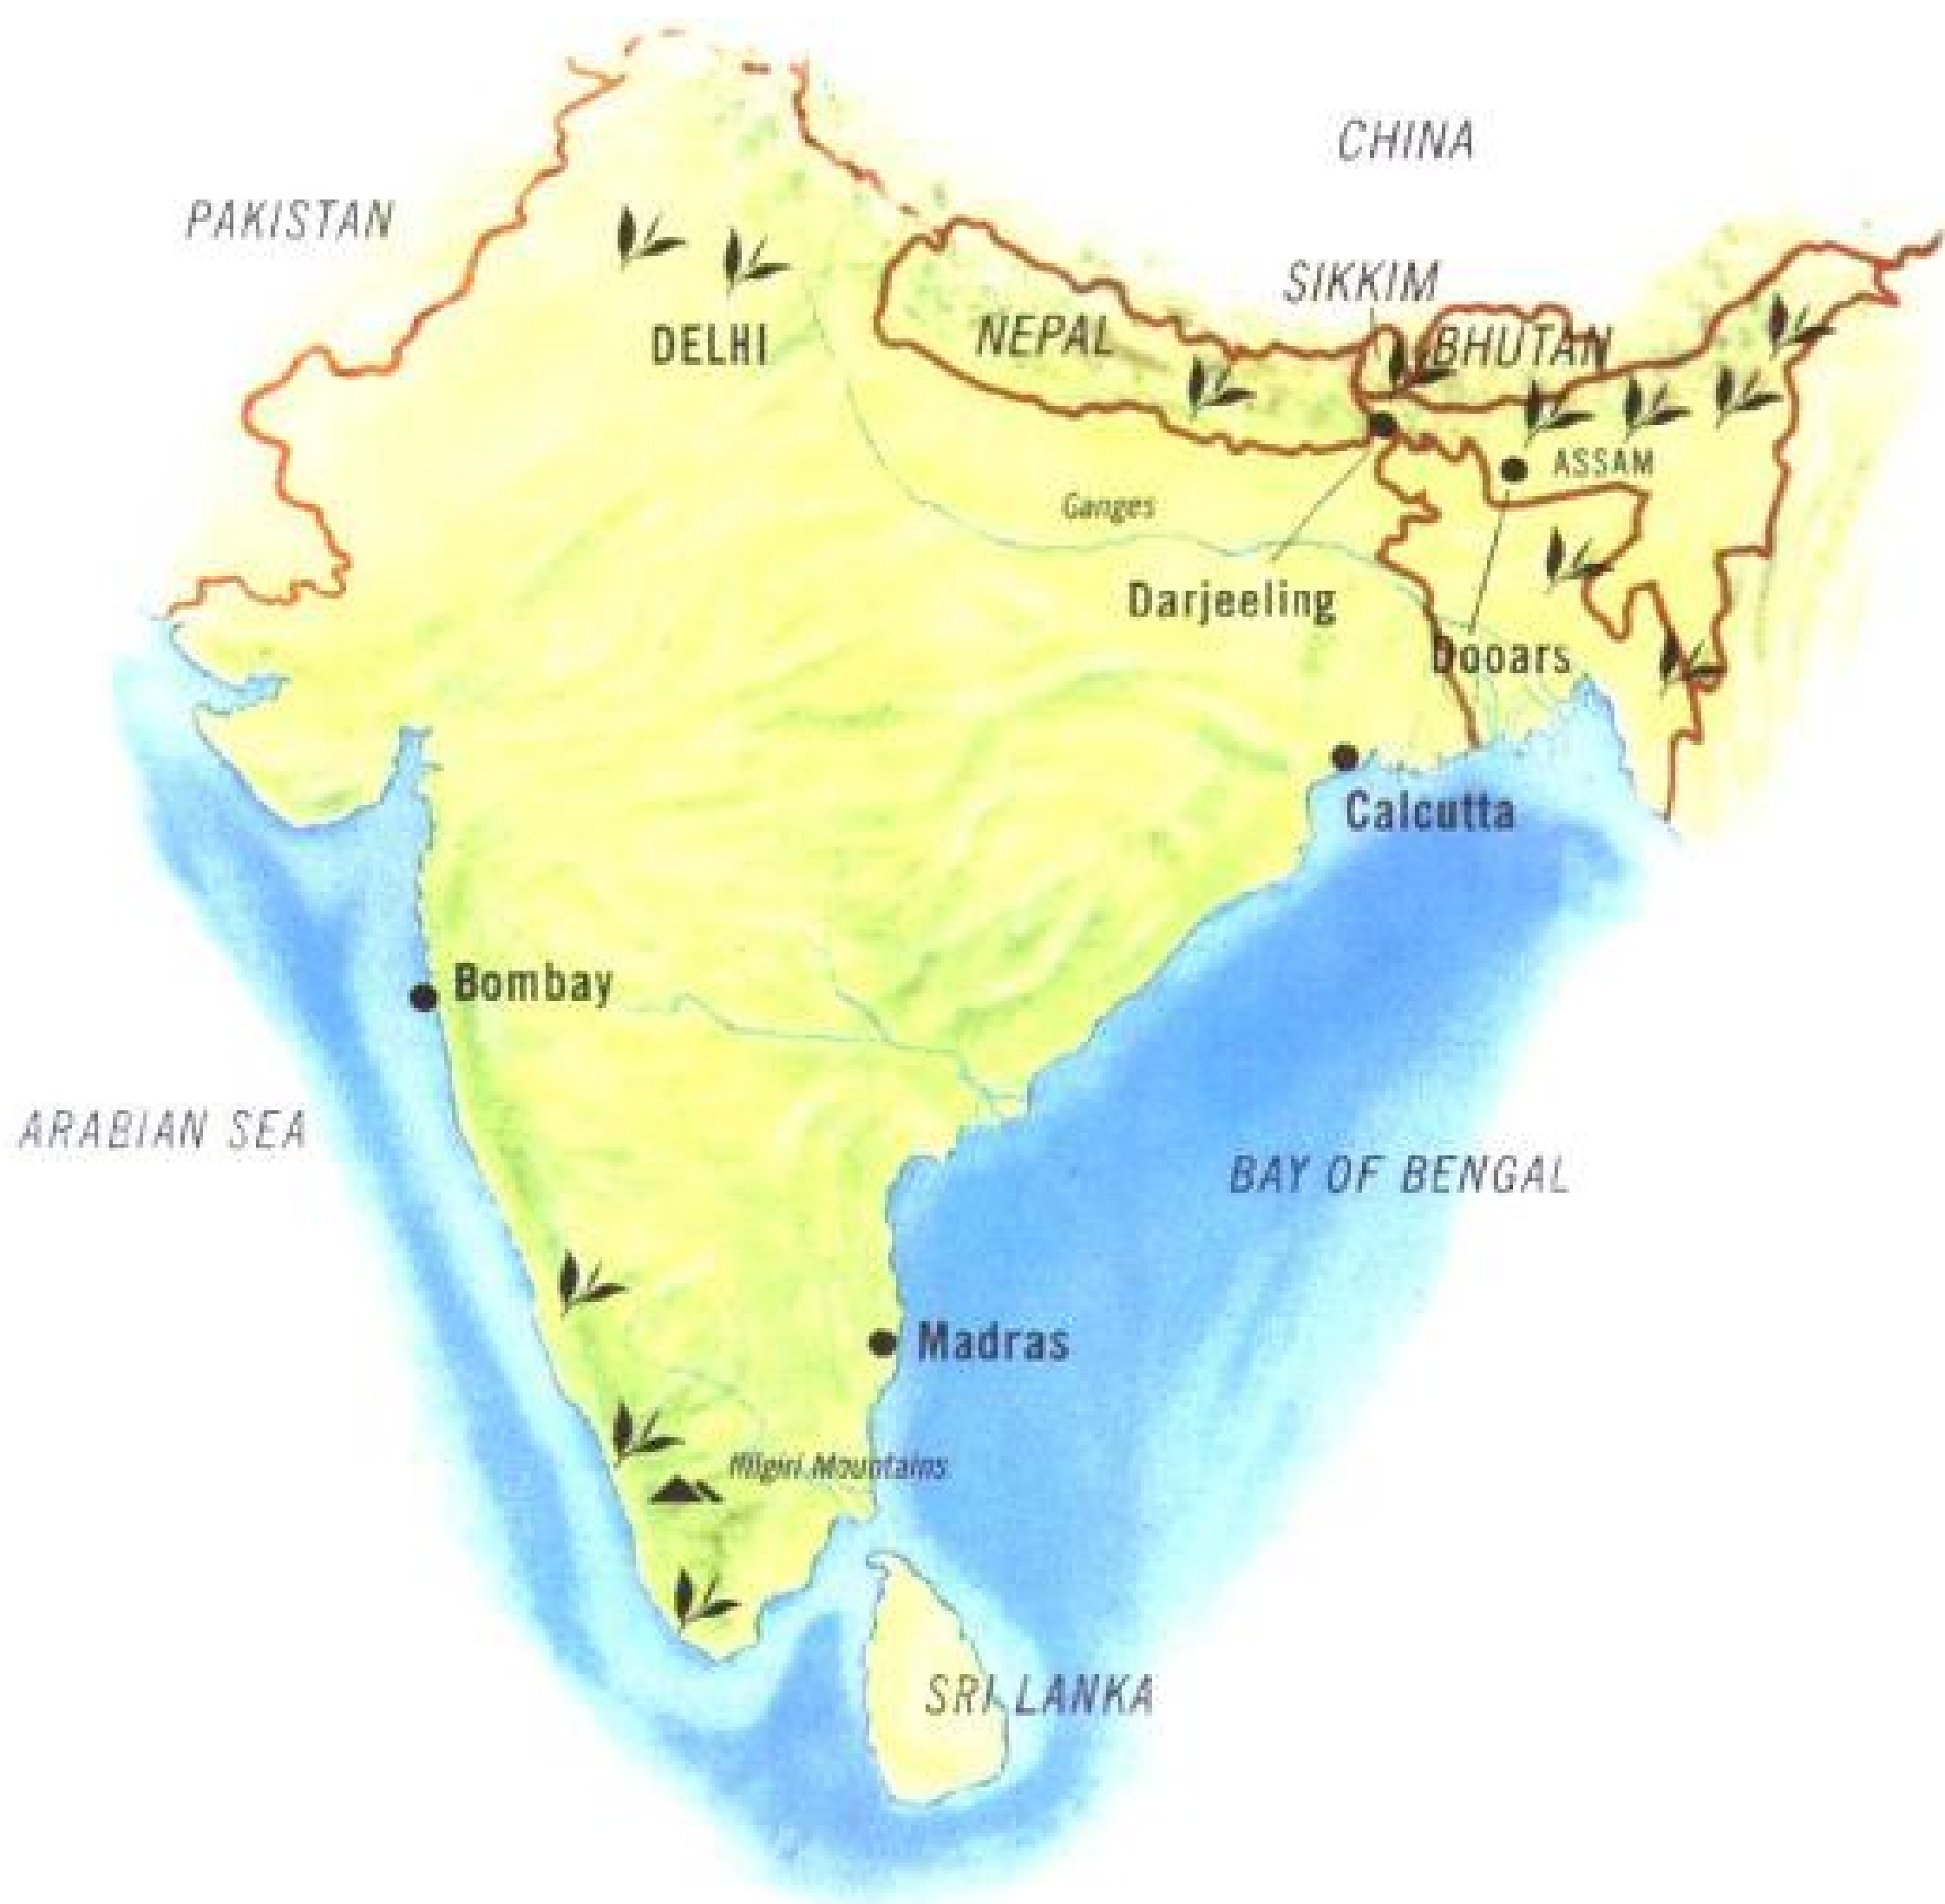 CHINA
PAKISTAN
SIKKIM
DELHI
NEPAL
BHUTAN
ASSAM
Ganges
Darjeeling
Dooars
Calcutta
Bombay
ARABIAN SEA
BAY OF BENGAL
Madras
Nilgiri Mountains
SRI LANKA